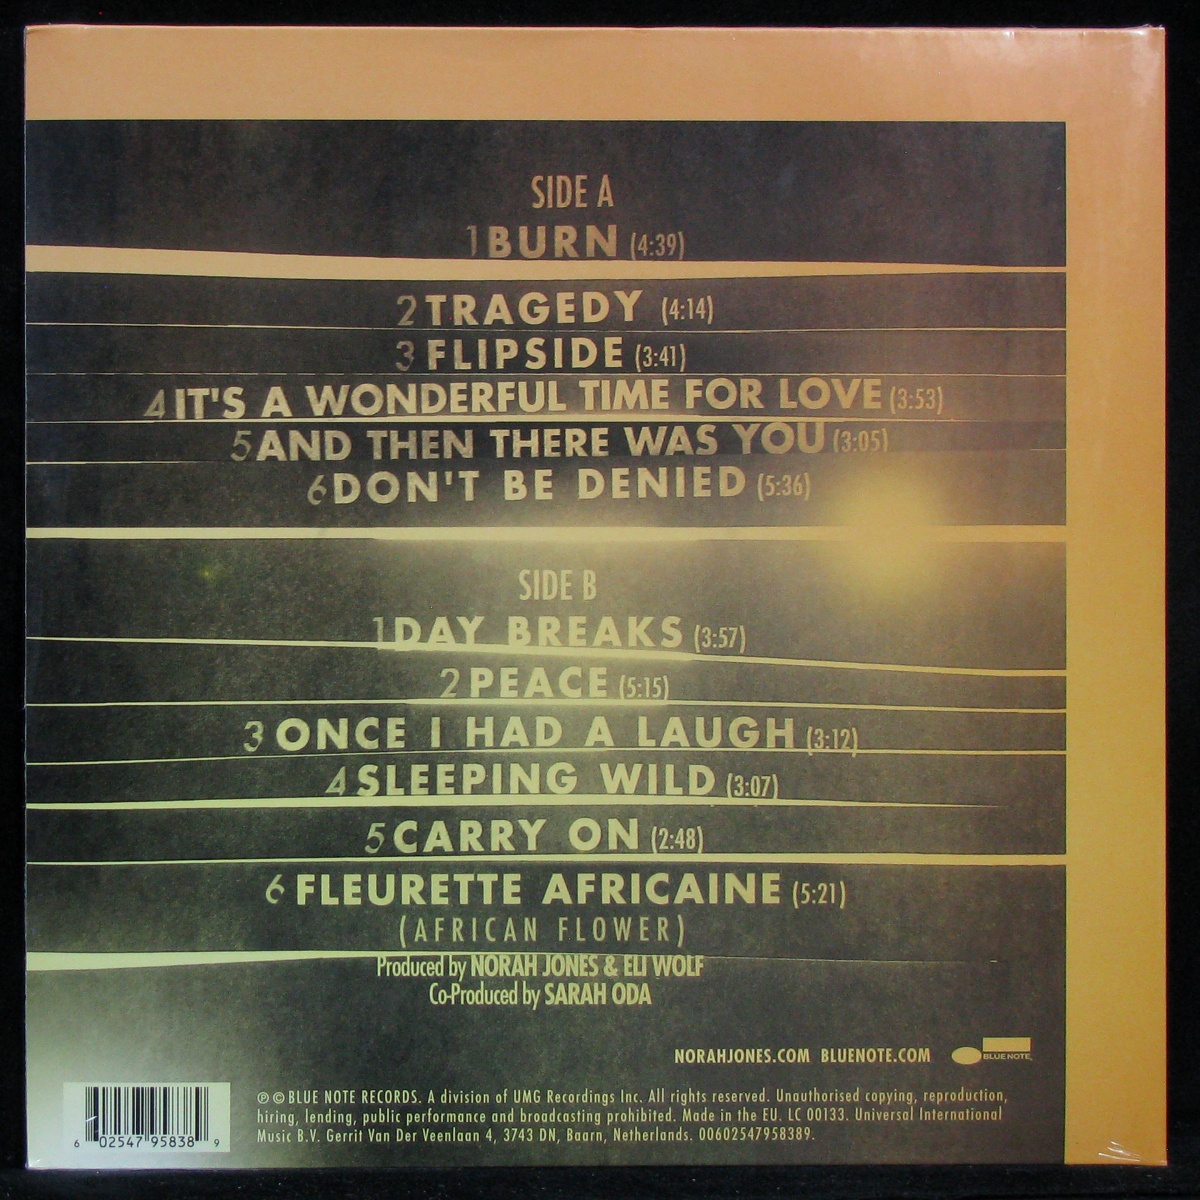 SIDE A
1 BURN (4:39)
2 TRAGEDY (4:14)
3 FLIPSIDE (3:41)
4 IT'S A WONDERFUL TIME FOR LOVE (3:53)
5 AND THEN THERE WAS YOU (3:05)
6 DON'T BE DENIED (5:36)
SIDE B
1 DAY BREAKS (3:57)
2 PEACE (5:15)
3 ONCE I HAD A LAUGH (3:12)
4 SLEEPING WILD (3:07)
5 CARRY ON (2:48)
6 FLEURETTE AFRICAINE (5:21)
(AFRICAN FLOWER)
Produced by NORAH JONES & ELI WOLF
Co-Produced by SARAH ODA
NORAHJONES.COM BLUENOTE.COM BLUE NOTE
℗ © BLUE NOTE RECORDS. A division of UMG Recordings Inc. All rights reserved. Unauthorised copying, reproduction,
hiring, lending, public performance and broadcasting prohibited. Made in the EU. LC 00133. Universal International
Music B.V. Gerrit Van Der Veenlaan 4, 3743 DN, Baarn, Netherlands. 00602547958389.
6 02547 95838 9